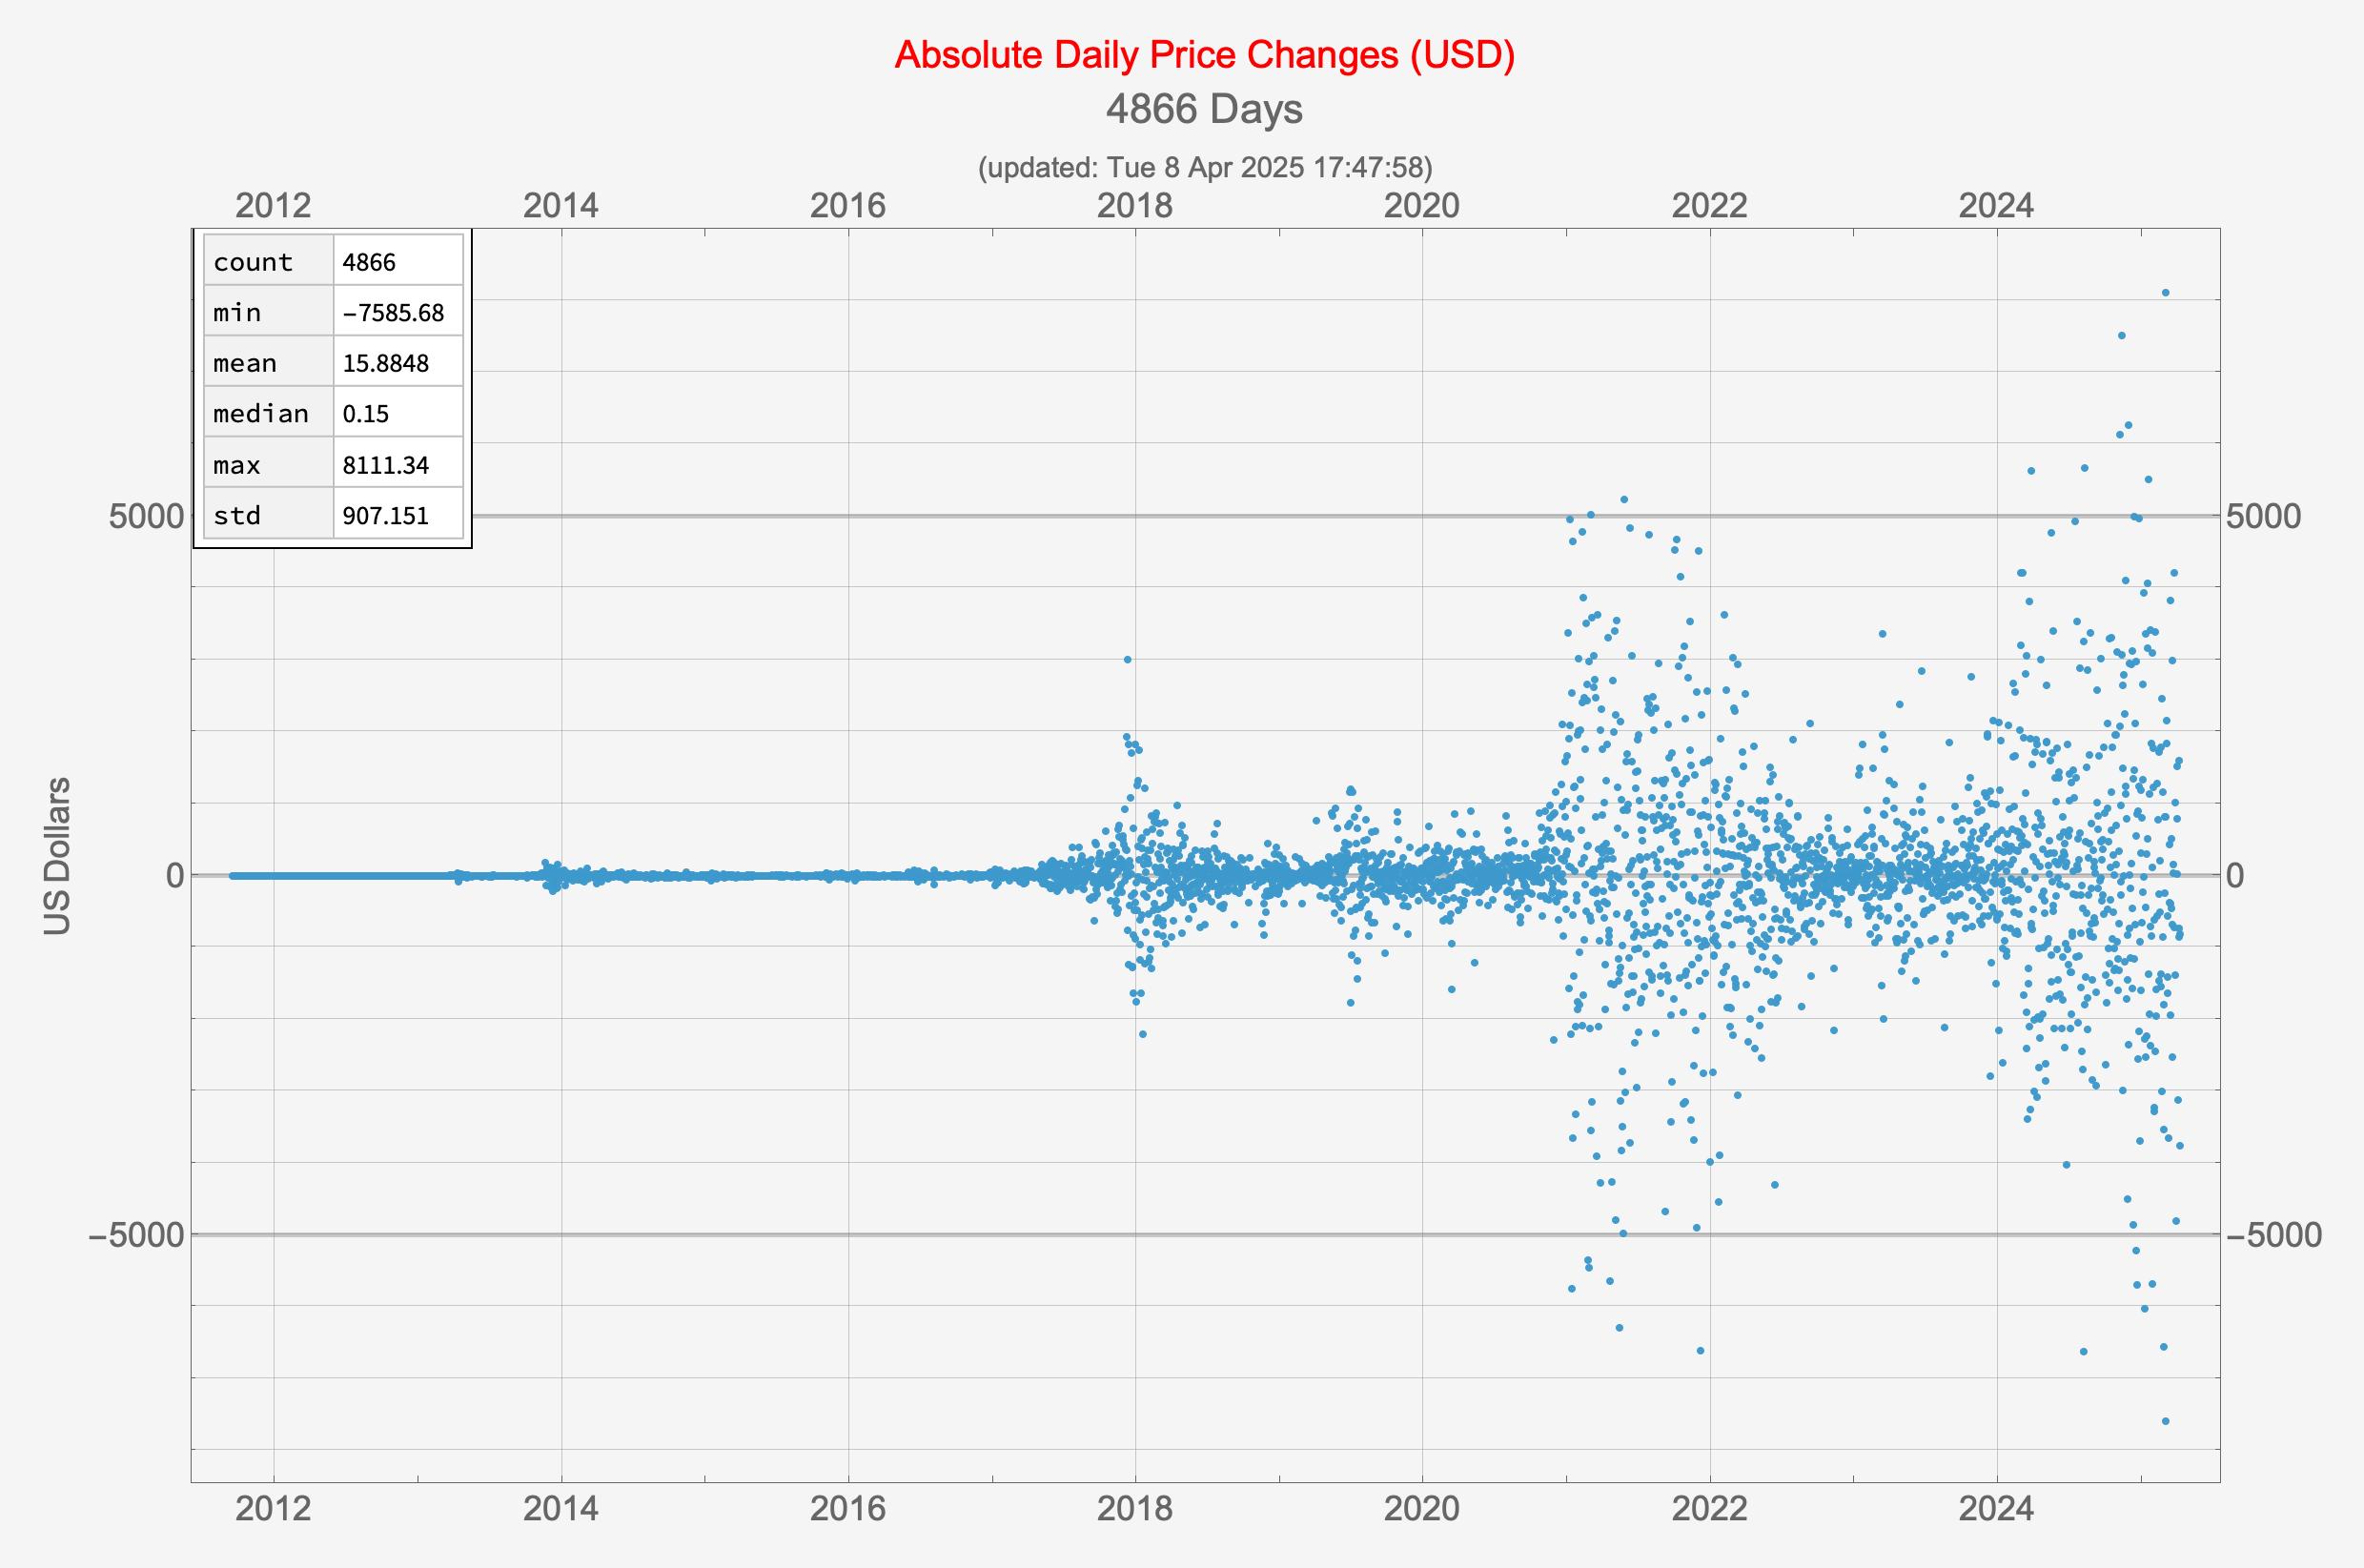 Absolute Daily Price Changes (USD)
4866 Days
(updated: Tue 8 Apr 2025 17:47:58)
2012 2014 2016 2018 2020 2022 2024
count 4866
min −7585.68
mean 15.8848
median 0.15
max 8111.34
std 907.151
5000 5000
US Dollars
0 0
−5000 −5000
2012 2014 2016 2018 2020 2022 2024